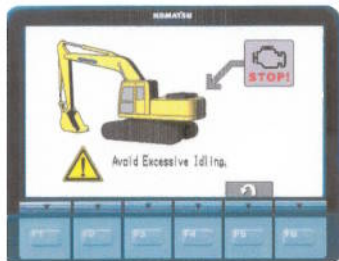 KOMATSU
STOP!
Avoid Excessive Idling.
F1 F2 F3 F4 F5 F6